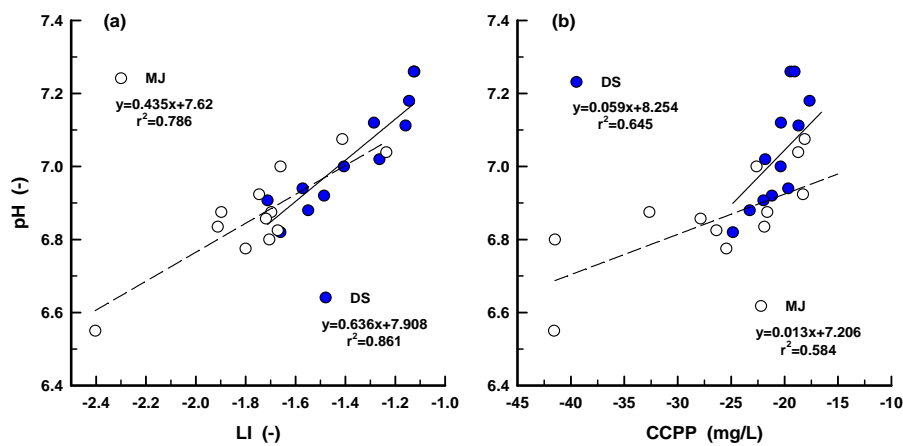 (a)
7.4
7.2
7.0
6.8
6.6
6.4
pH (-)
MJ
y=0.435x+7.62
r²=0.786
DS
y=0.636x+7.908
r²=0.861
-2.4 -2.2 -2.0 -1.8 -1.6 -1.4 -1.2 -1.0
LI (-)
(b)
7.4
7.2
7.0
6.8
6.6
6.4
DS
y=0.059x+8.254
r²=0.645
MJ
y=0.013x+7.206
r²=0.584
-45 -40 -35 -30 -25 -20 -15 -10
CCPP (mg/L)